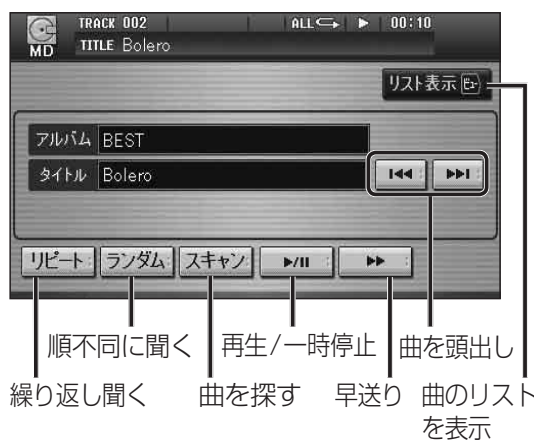 TRACK 002 ALL 00:10
MD TITLE Bolero
リスト表示
アルバム BEST
タイトル Bolero
リピート ランダム スキャン
順不同に聞く 再生/一時停止 曲を頭出し
繰り返し聞く 曲を探す 早送り 曲のリスト
を表示